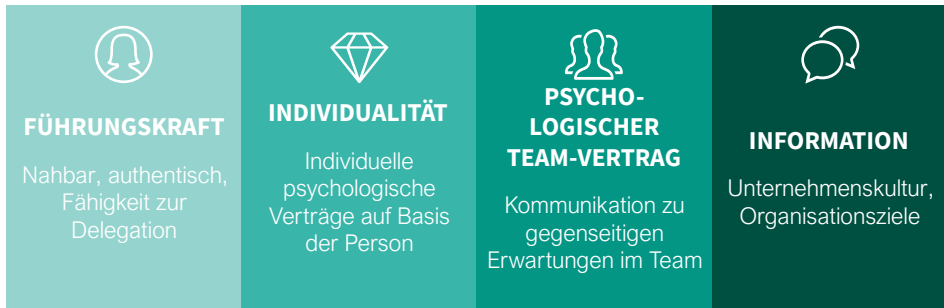 FÜHRUNGSKRAFT
Nahbar, authentisch,
Fähigkeit zur
Delegation
INDIVIDUALITÄT
Individuelle
psychologische
Verträge auf Basis
der Person
PSYCHO-
LOGISCHER
TEAM-VERTRAG
Kommunikation zu
gegenseitigen
Erwartungen im Team
INFORMATION
Unternehmenskultur,
Organisationsziele